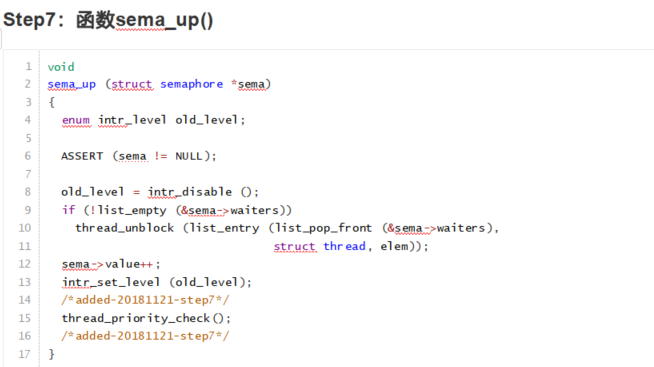 Step7：函数sema_up()
1 void
2 sema_up (struct semaphore *sema)
3 {
4   enum intr_level old_level;
5
6   ASSERT (sema != NULL);
7
8   old_level = intr_disable ();
9   if (!list_empty (&sema->waiters))
10     thread_unblock (list_entry (list_pop_front (&sema->waiters),
11                                 struct thread, elem));
12   sema->value++;
13   intr_set_level (old_level);
14   /*added-20181121-step7*/
15   thread_priority_check();
16   /*added-20181121-step7*/
17 }